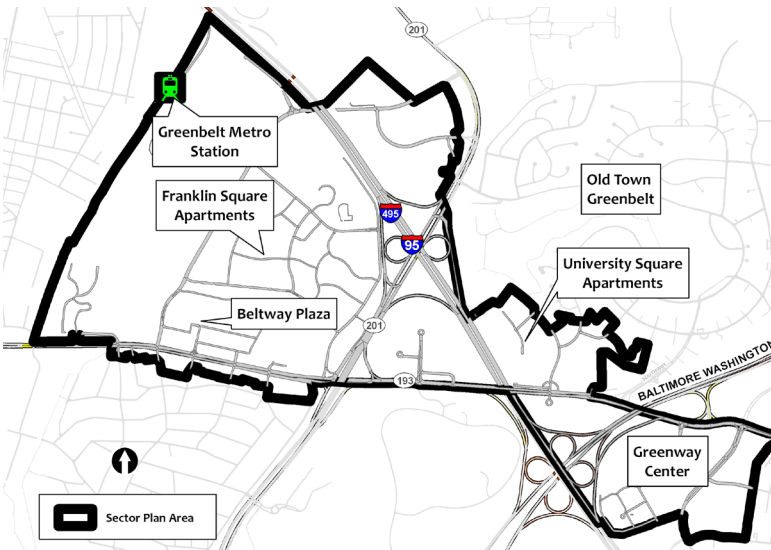 201
Greenbelt Metro
Station
Franklin Square
Apartments
Old Town
Greenbelt
495
95
University Square
Apartments
Beltway Plaza
201
193
BALTIMORE WASHINGTON
Greenway
Center
Sector Plan Area